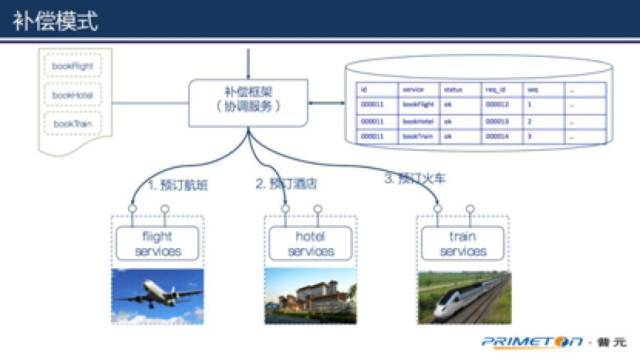 补偿模式
bookFlight
bookHotel
bookTrain
补偿框架
（协调服务）
id service status req_id seq ...
000011 bookFlight ok 000012 1 ...
000011 bookHotel ok 000013 2 ...
000011 bookTrain ok 000014 3 ...
1. 预订航班
2. 预订酒店
3. 预订火车
flight
services
hotel
services
train
services
PRIMETON · 普元